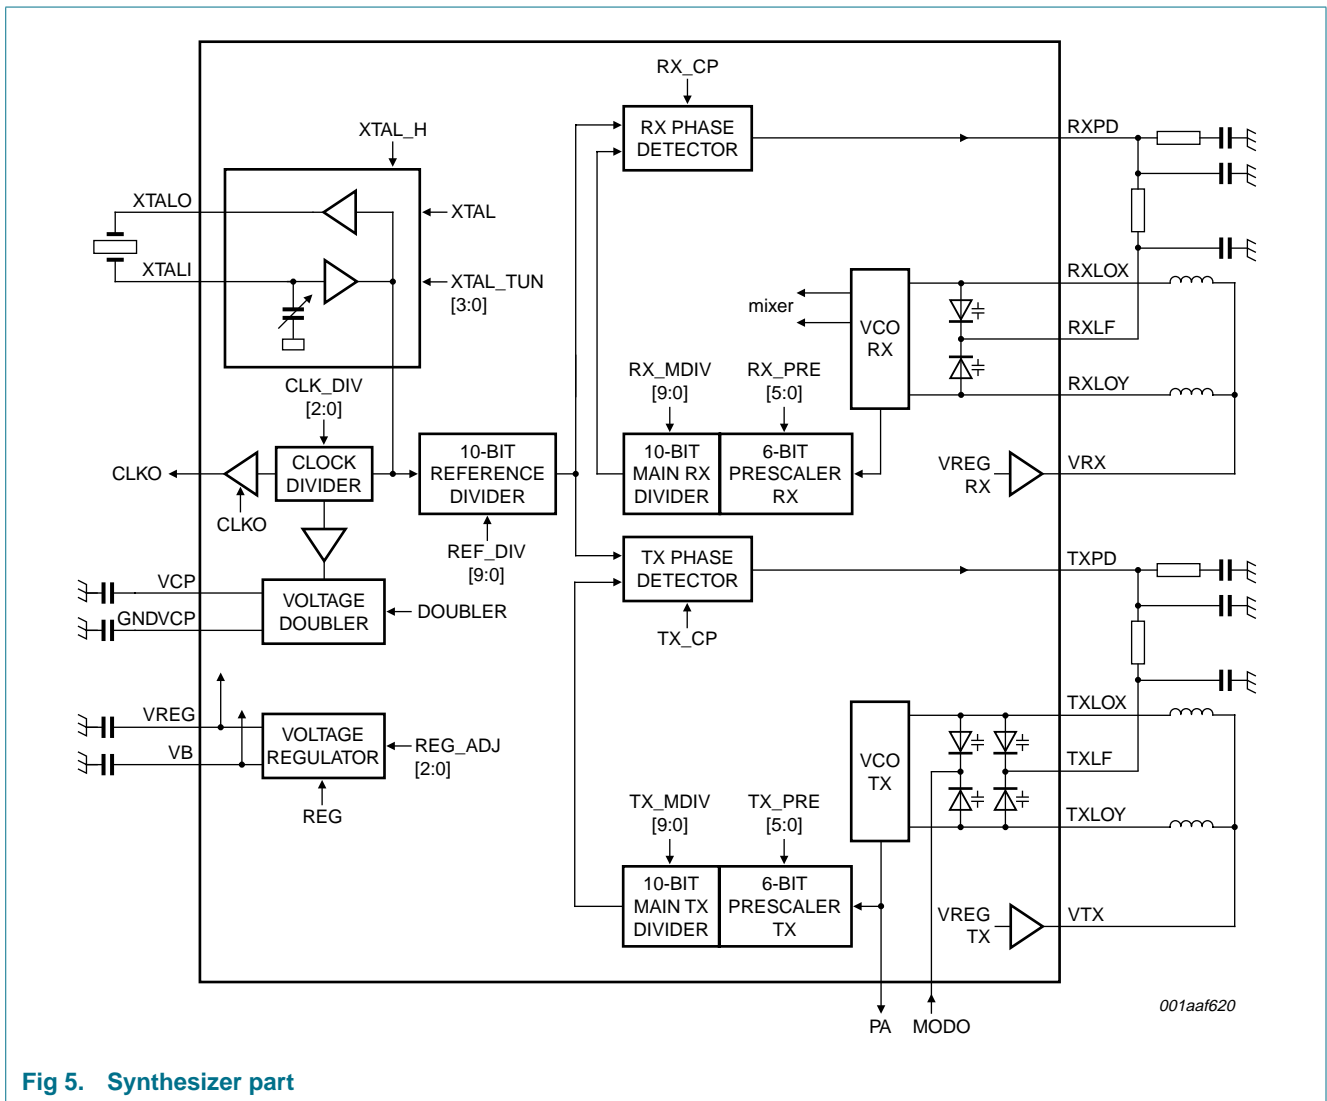 RX_CP
RX PHASE
DETECTOR
RXPD
XTAL_H
XTALO
XTAL
XTALI
XTAL_TUN
[3:0]
mixer
VCO
RX
RXLOX
RXLF
RXLOY
CLK_DIV
[2:0]
RX_MDIV
[9:0]
RX_PRE
[5:0]
CLKO
CLOCK
DIVIDER
10-BIT
REFERENCE
DIVIDER
10-BIT
MAIN RX
DIVIDER
6-BIT
PRESCALER
RX
VREG
RX
VRX
CLKO
REF_DIV
[9:0]
TX PHASE
DETECTOR
TXPD
VCP
GNDVCP
VOLTAGE
DOUBLER
DOUBLER
TX_CP
VREG
VB
VOLTAGE
REGULATOR
REG_ADJ
[2:0]
REG
VCO
TX
TXLOX
TXLF
TXLOY
TX_MDIV
[9:0]
TX_PRE
[5:0]
10-BIT
MAIN TX
DIVIDER
6-BIT
PRESCALER
TX
VREG
TX
VTX
PA
MODO
001aaf620
Fig 5. Synthesizer part